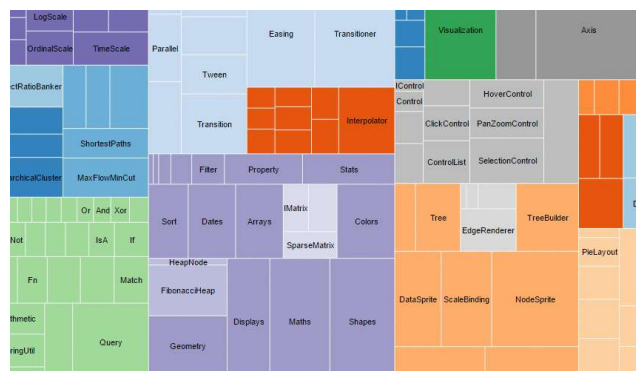 LogScale
OrdinalScale
TimeScale
ectRatioBanker
ShortestPaths
archicalCluster
MaxFlowMinCut
Or And Xor
Not
IsA
If
Fn
Match
thmetic
ringUtil
Query
Parallel
Easing
Transitioner
Tween
Transition
Interpolator
Filter
Property
Stats
Sort
Dates
Arrays
IMatrix
SparseMatrix
Colors
HeapNode
FibonacciHeap
Geometry
Displays
Maths
Shapes
Visualization
Axis
IControl
Control
HoverControl
ClickControl
PanZoomControl
ControlList
SelectionControl
Tree
EdgeRenderer
TreeBuilder
DataSprite
ScaleBinding
NodeSprite
D
PieLayout